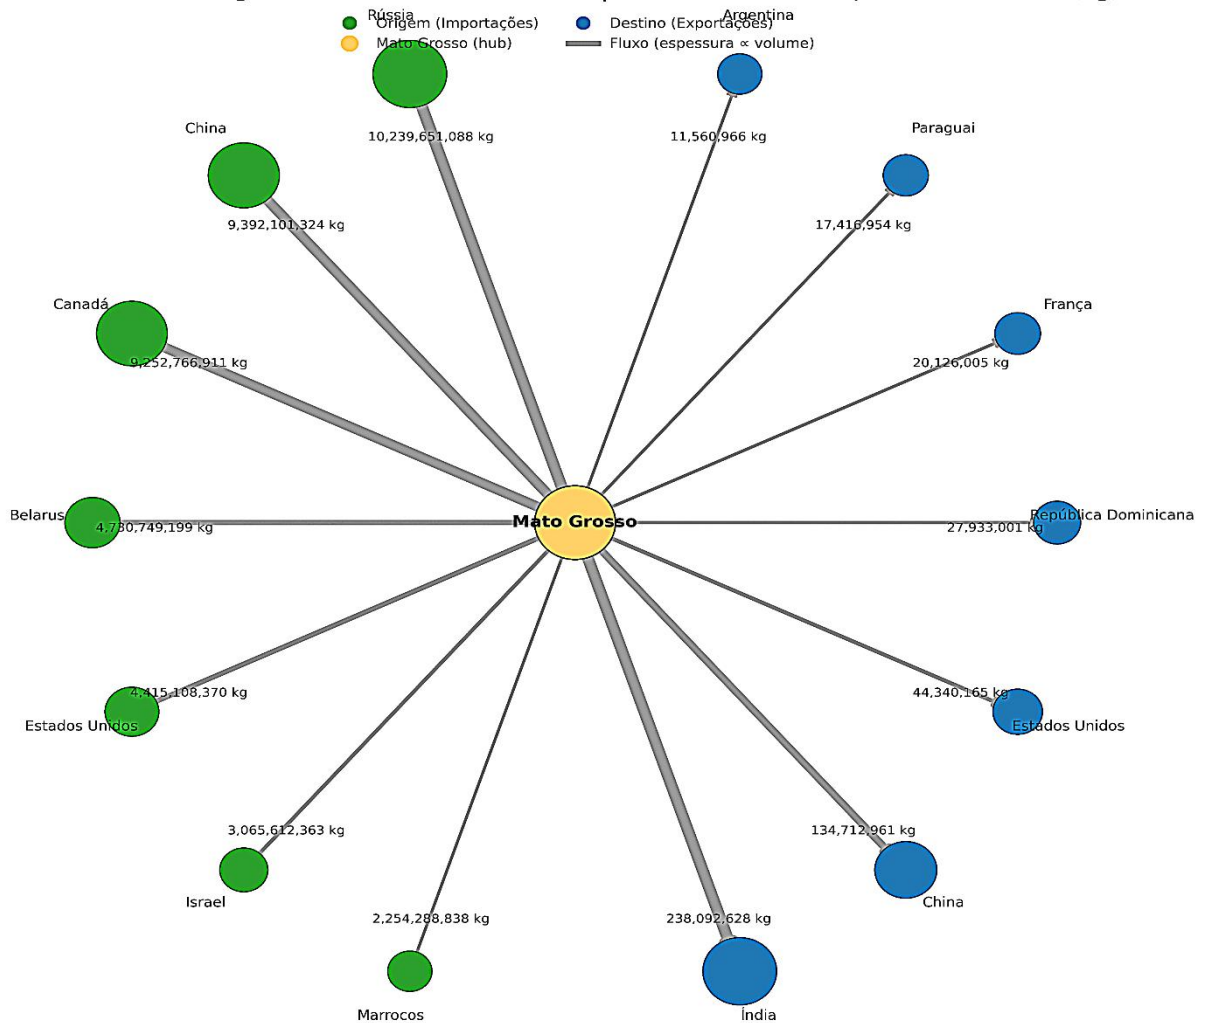 Rússia
Argentina
Origem (Importações)
Destino (Exportações)
Mato Grosso (hub)
Fluxo (espessura ∝ volume)
China
10,239,651,088 kg
11,560,966 kg
Paraguai
9,392,101,324 kg
17,416,954 kg
Canadá
França
9,252,766,911 kg
20,126,005 kg
Belarus
4,730,749,199 kg
Mato Grosso
27,933,001 kg
República Dominicana
4,415,108,370 kg
44,340,165 kg
Estados Unidos
Estados Unidos
3,065,612,363 kg
134,712,961 kg
Israel
China
2,254,288,838 kg
238,092,628 kg
Marrocos
Índia